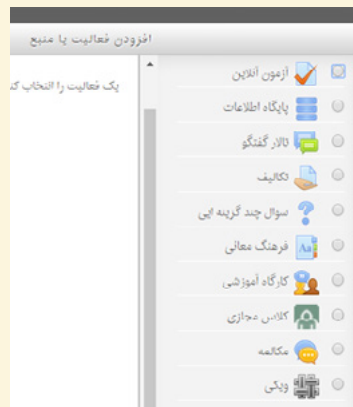 افزودن فعالیت یا منبع
آزمون آنلاین
یک فعالیت را انتخاب کن
پایگاه اطلاعات
تالار گفتگو
تکالیف
سوال چند گزینه ایی
فرهنگ معانی
کارگاه آموزشی
کلاس مجازی
مکالمه
ویکی